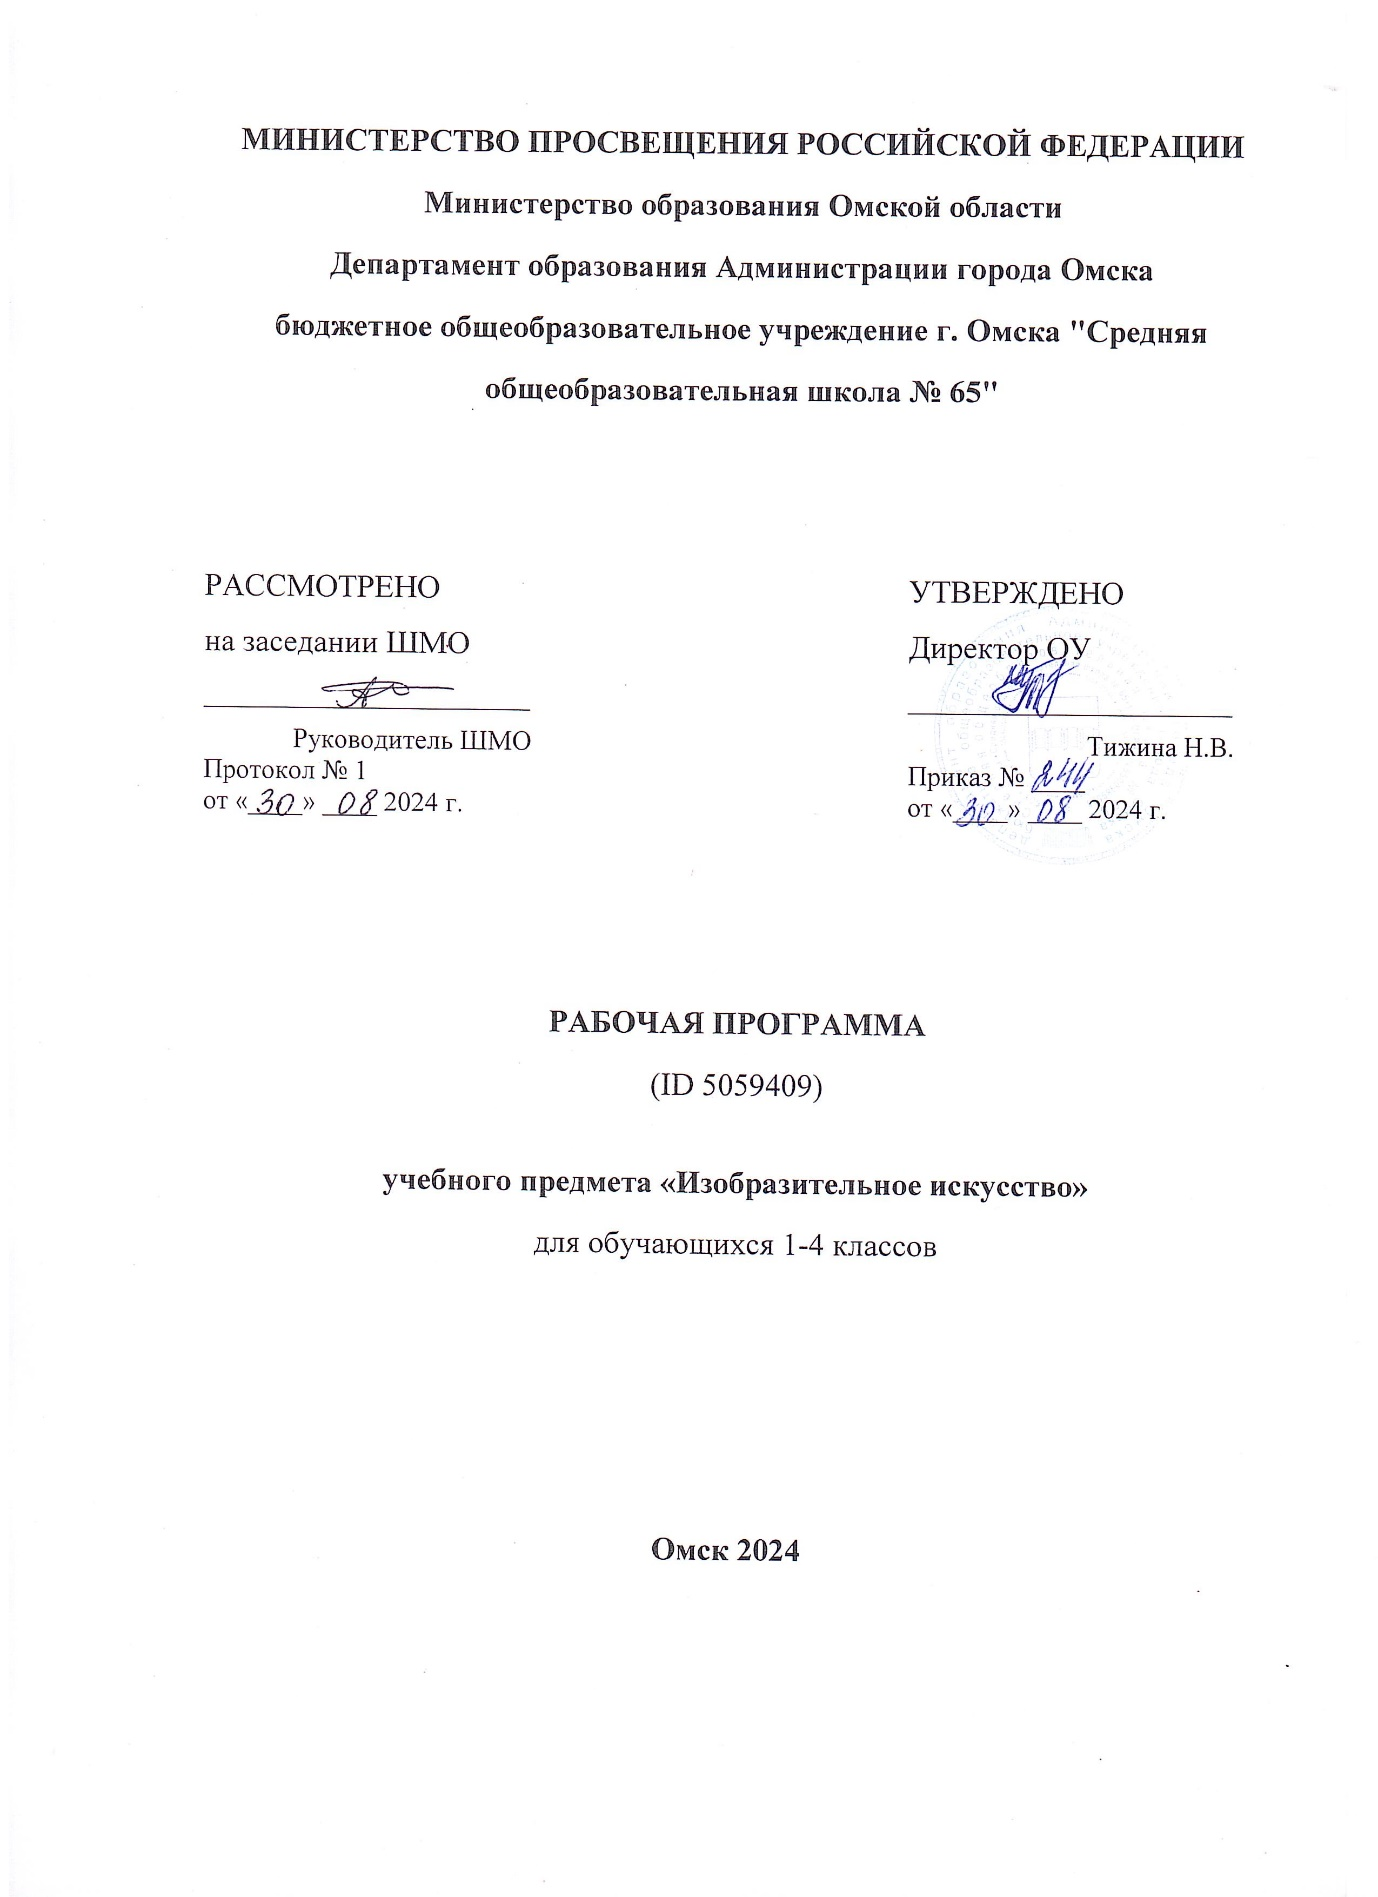 МИНИСТЕРСТВО ПРОСВЕЩЕНИЯ РОССИЙСКОЙ ФЕДЕРАЦИИ
Министерство образования Омской области
Департамент образования Администрации города Омска
бюджетное общеобразовательное учреждение г. Омска "Средняя
общеобразовательная школа № 65"
РАССМОТРЕНО
на заседании ШМО
Руководитель ШМО
Протокол № 1
от «30» 08 2024 г.
УТВЕРЖДЕНО
Директор ОУ
Тижина Н.В.
Приказ № 244
от «30» 08 2024 г.
РАБОЧАЯ ПРОГРАММА
(ID 5059409)
учебного предмета «Изобразительное искусство»
для обучающихся 1-4 классов
Омск 2024